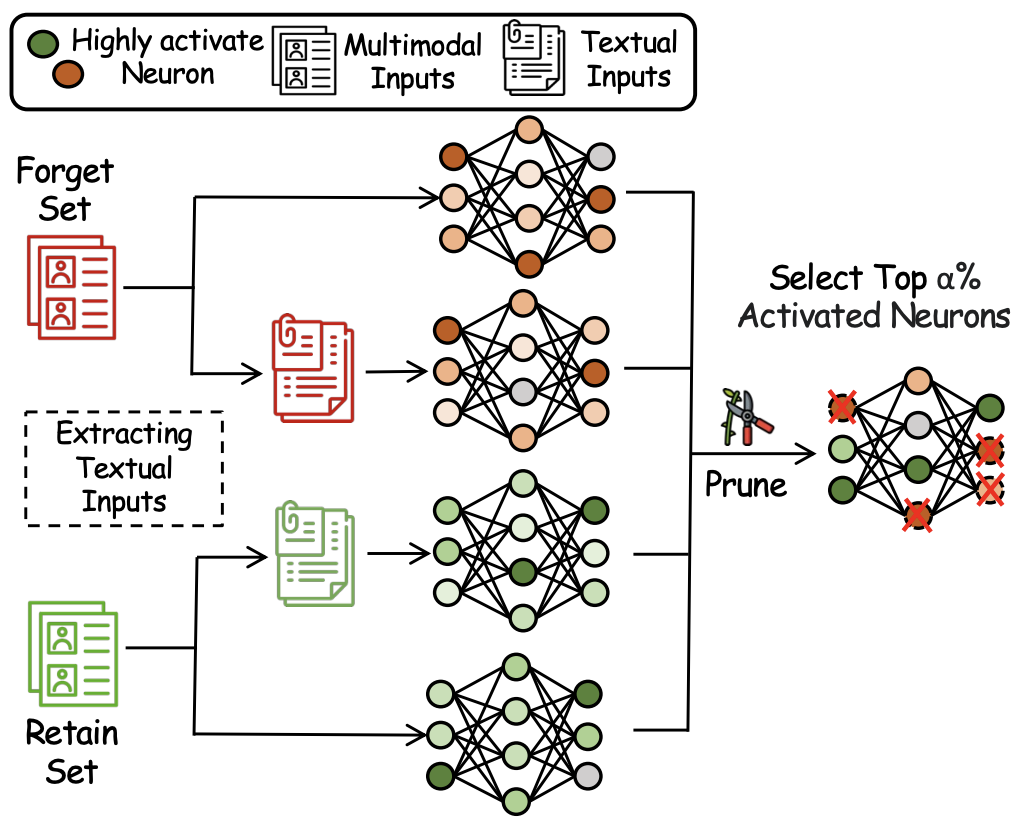 Highly activate
Neuron
Multimodal
Inputs
Textual
Inputs
Forget
Set
Extracting
Textual
Inputs
Retain
Set
Select Top α%
Activated Neurons
Prune